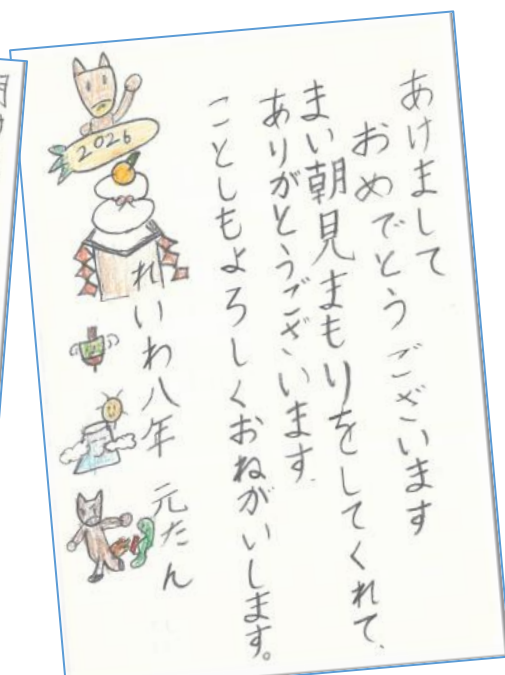 あけまして
おめでとうございます
まい朝見まもりをしてくれて、
ありがとうございます。
ことしもよろしくおねがいします。
れいわ八年 元たん
2026